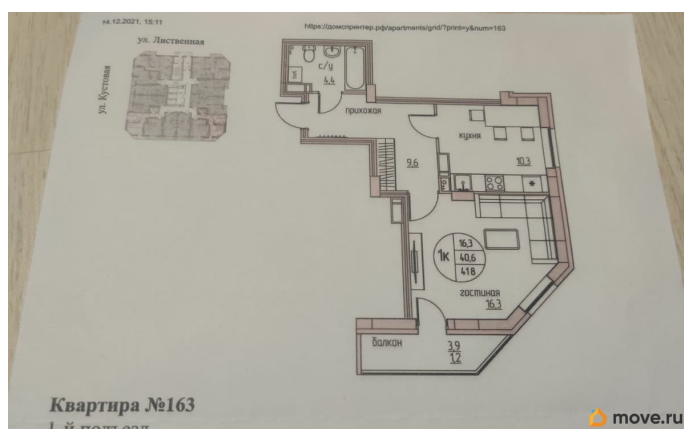 .12.2021, 15:11
https://домспринтер.рф/apartments/grid/?print=y&num=163
ул. Лиственная
ул. Кустовая
с/у
4,4
прихожая
кухня
10,3
9,6
1к
16,3
40,6
41,8
гостиная
16,3
балкон
3,9
1,2
Квартира №163
move.ru